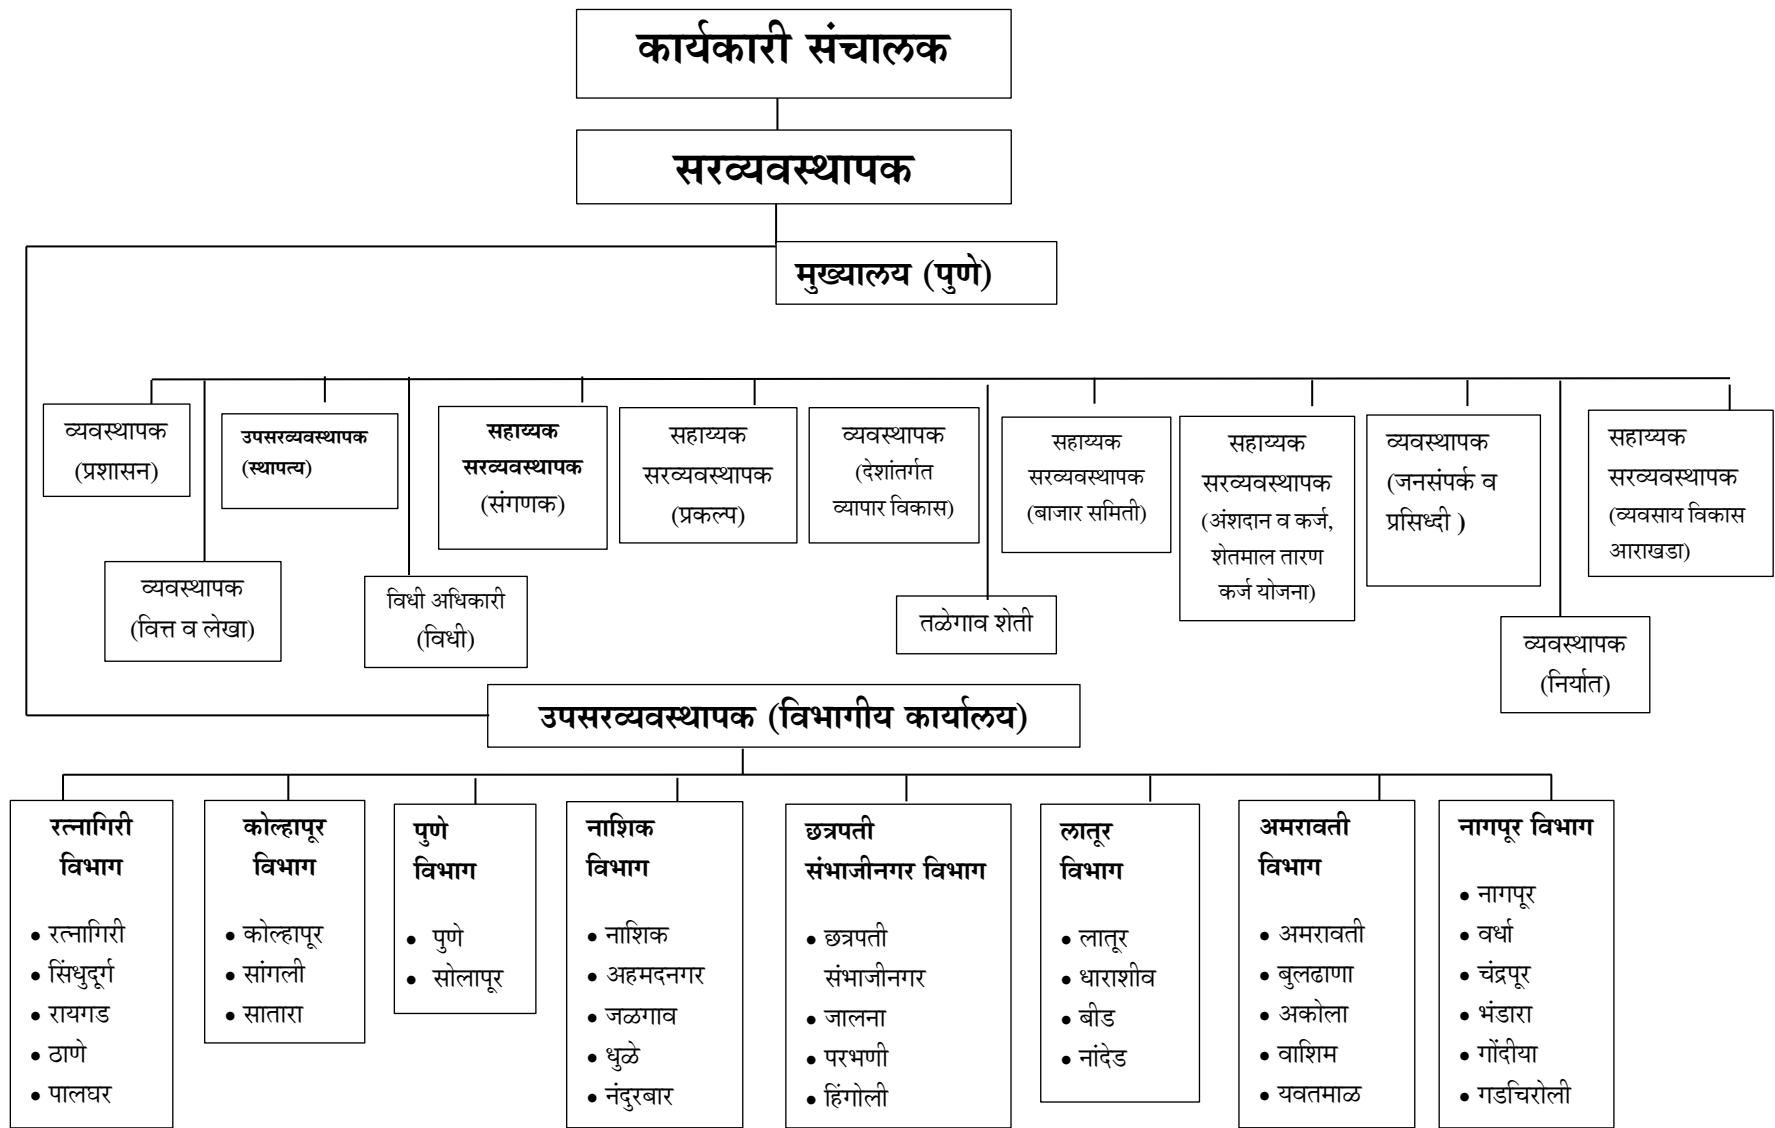 कार्यकारी संचालक
सरव्यवस्थापक
मुख्यालय (पुणे)
व्यवस्थापक
(प्रशासन)
उपसरव्यवस्थापक
(स्थापत्य)
सहाय्यक
सरव्यवस्थापक
(संगणक)
सहाय्यक
सरव्यवस्थापक
(प्रकल्प)
व्यवस्थापक
(देशांतर्गत
व्यापार विकास)
सहाय्यक
सरव्यवस्थापक
(बाजार समिती)
सहाय्यक
सरव्यवस्थापक
(अंशदान व कर्ज,
शेतमाल तारण
कर्ज योजना)
व्यवस्थापक
(जनसंपर्क व
प्रसिध्दी )
सहाय्यक
सरव्यवस्थापक
(व्यवसाय विकास
आराखडा)
व्यवस्थापक
(वित्त व लेखा)
विधी अधिकारी
(विधी)
तळेगाव शेती
व्यवस्थापक
(निर्यात)
उपसरव्यवस्थापक (विभागीय कार्यालय)
रत्नागिरी
विभाग
• रत्नागिरी
• सिंधुदूर्ग
• रायगड
• ठाणे
• पालघर
कोल्हापूर
विभाग
• कोल्हापूर
• सांगली
• सातारा
पुणे
विभाग
• पुणे
• सोलापूर
नाशिक
विभाग
• नाशिक
• अहमदनगर
• जळगाव
• धुळे
• नंदुरबार
छत्रपती
संभाजीनगर विभाग
• छत्रपती
संभाजीनगर
• जालना
• परभणी
• हिंगोली
लातूर
विभाग
• लातूर
• धाराशीव
• बीड
• नांदेड
अमरावती
विभाग
• अमरावती
• बुलढाणा
• अकोला
• वाशिम
• यवतमाळ
नागपूर विभाग
• नागपूर
• वर्धा
• चंद्रपूर
• भंडारा
• गोंदीया
• गडचिरोली